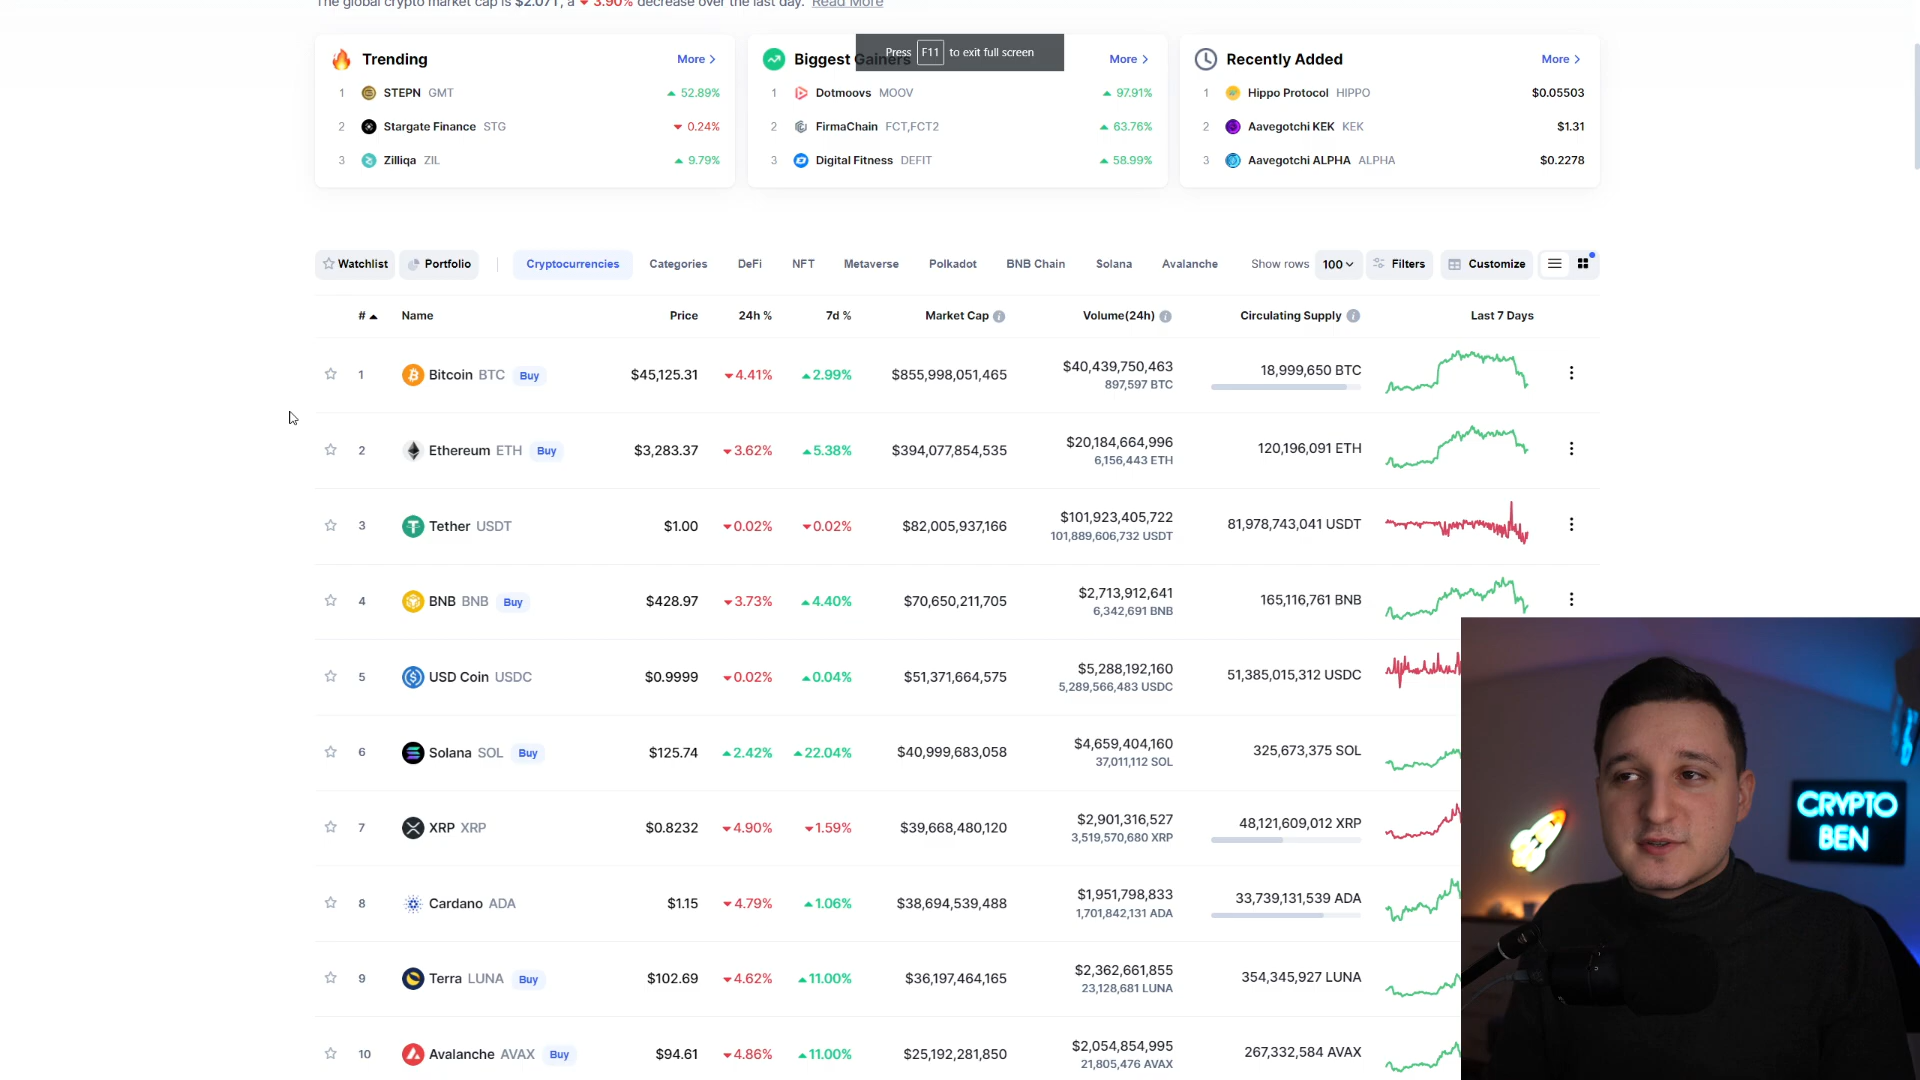 The global crypto market cap is $2.07T, a 3.90% decrease over the last day. Read More
Trending More
1 STEPN GMT 52.89%
2 Stargate Finance STG 0.24%
3 Zilliqa ZIL 9.79%
Biggest Gainers More
1 Dotmoovs MOOV 97.91%
2 FirmaChain FCT,FCT2 63.76%
3 Digital Fitness DEFIT 58.99%
Press F11 to exit full screen
Recently Added More
1 Hippo Protocol HIPPO $0.05503
2 Aavegotchi KEK KEK $1.31
3 Aavegotchi ALPHA ALPHA $0.2278
Watchlist Portfolio Cryptocurrencies Categories DeFi NFT Metaverse Polkadot BNB Chain Solana Avalanche Show rows 100 Filters Customize
# Name Price 24h % 7d % Market Cap Volume(24h) Circulating Supply Last 7 Days
1 Bitcoin BTC Buy $45,125.31 4.41% 2.99% $855,998,051,465 $40,439,750,463 18,999,650 BTC
897,597 BTC
2 Ethereum ETH Buy $3,283.37 3.62% 5.38% $394,077,854,535 $20,184,664,996 120,196,091 ETH
6,156,443 ETH
3 Tether USDT $1.00 0.02% 0.02% $82,005,937,166 $101,923,405,722 81,978,743,041 USDT
101,889,606,732 USDT
4 BNB BNB Buy $428.97 3.73% 4.40% $70,650,211,705 $2,713,912,641 165,116,761 BNB
6,342,691 BNB
5 USD Coin USDC $0.9999 0.02% 0.04% $51,371,664,575 $5,288,192,160 51,385,015,312 USDC
5,289,566,483 USDC
6 Solana SOL Buy $125.74 2.42% 22.04% $40,999,683,058 $4,659,404,160 325,673,375 SOL
37,011,112 SOL
7 XRP XRP $0.8232 4.90% 1.59% $39,668,480,120 $2,901,316,527 48,121,609,012 XRP
3,519,570,680 XRP
8 Cardano ADA $1.15 4.79% 1.06% $38,694,539,488 $1,951,798,833 33,739,131,539 ADA
1,701,842,131 ADA
9 Terra LUNA Buy $102.69 4.62% 11.00% $36,197,464,165 $2,362,661,855 354,345,927 LUNA
23,128,681 LUNA
10 Avalanche AVAX Buy $94.61 4.86% 11.00% $25,192,281,850 $2,054,854,995 267,332,584 AVAX
21,805,476 AVAX
CRYPTO
BEN